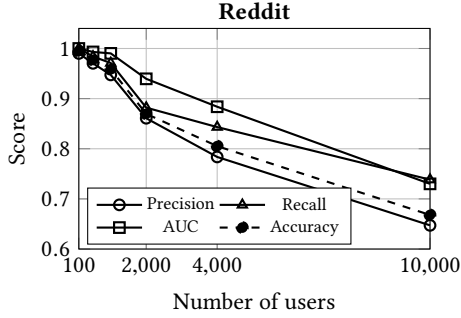 Reddit
1
0.9
0.8
0.7
0.6
Score
Precision Recall
AUC Accuracy
100 2,000 4,000 10,000
Number of users